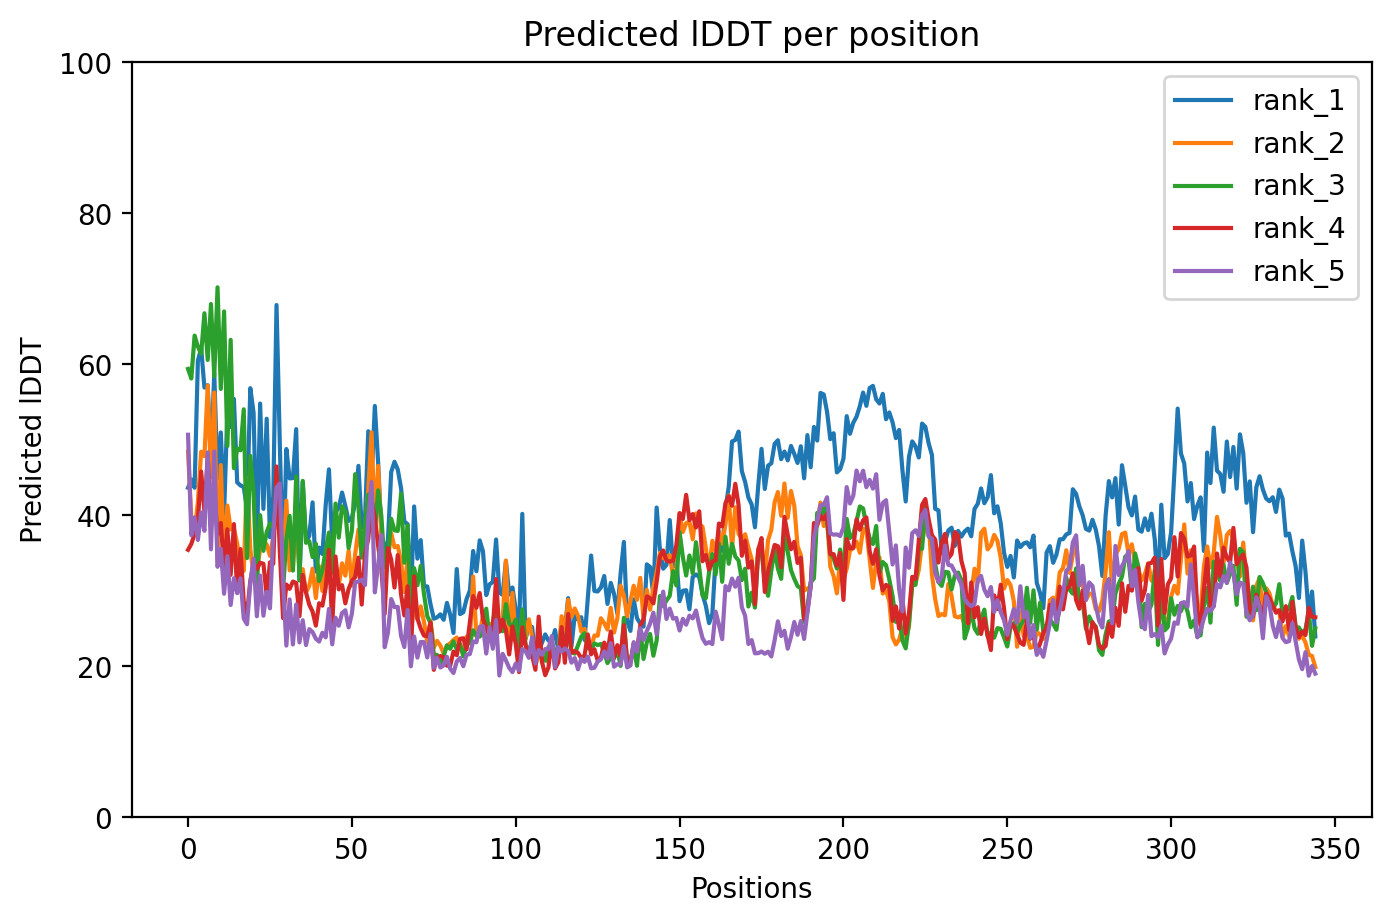 Predicted lDDT per position
100
80
60
40
20
0
Predicted lDDT
0 50 100 150 200 250 300 350
Positions
rank_1
rank_2
rank_3
rank_4
rank_5